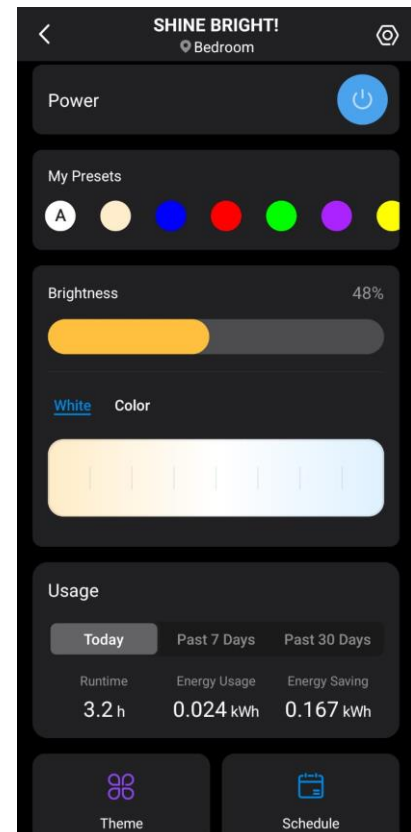 SHINE BRIGHT!
Bedroom
Power
My Presets
A
Brightness 48%
White Color
Usage
Today Past 7 Days Past 30 Days
Runtime Energy Usage Energy Saving
3.2 h 0.024 kWh 0.167 kWh
Theme Schedule